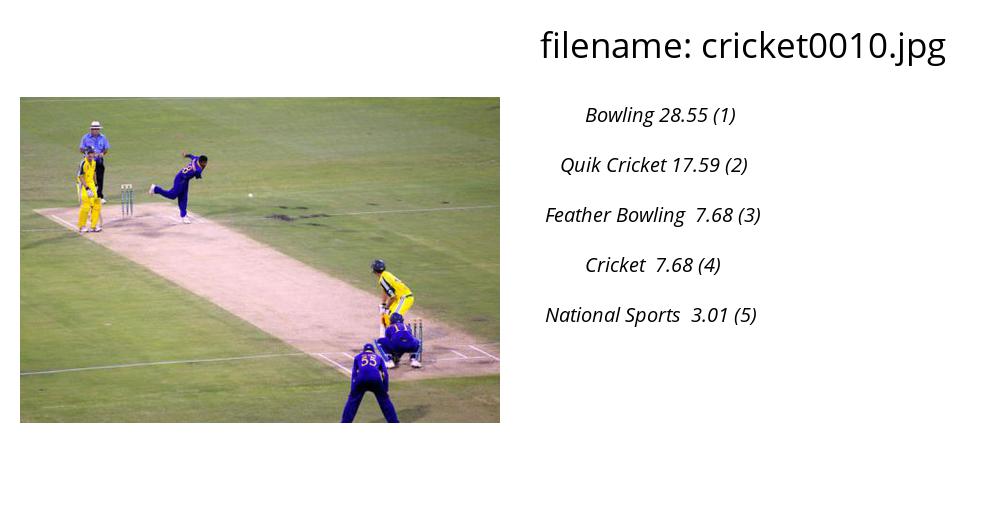 filename: cricket0010.jpg
Bowling 28.55 (1)
Quik Cricket 17.59 (2)
Feather Bowling 7.68 (3)
Cricket 7.68 (4)
National Sports 3.01 (5)
55